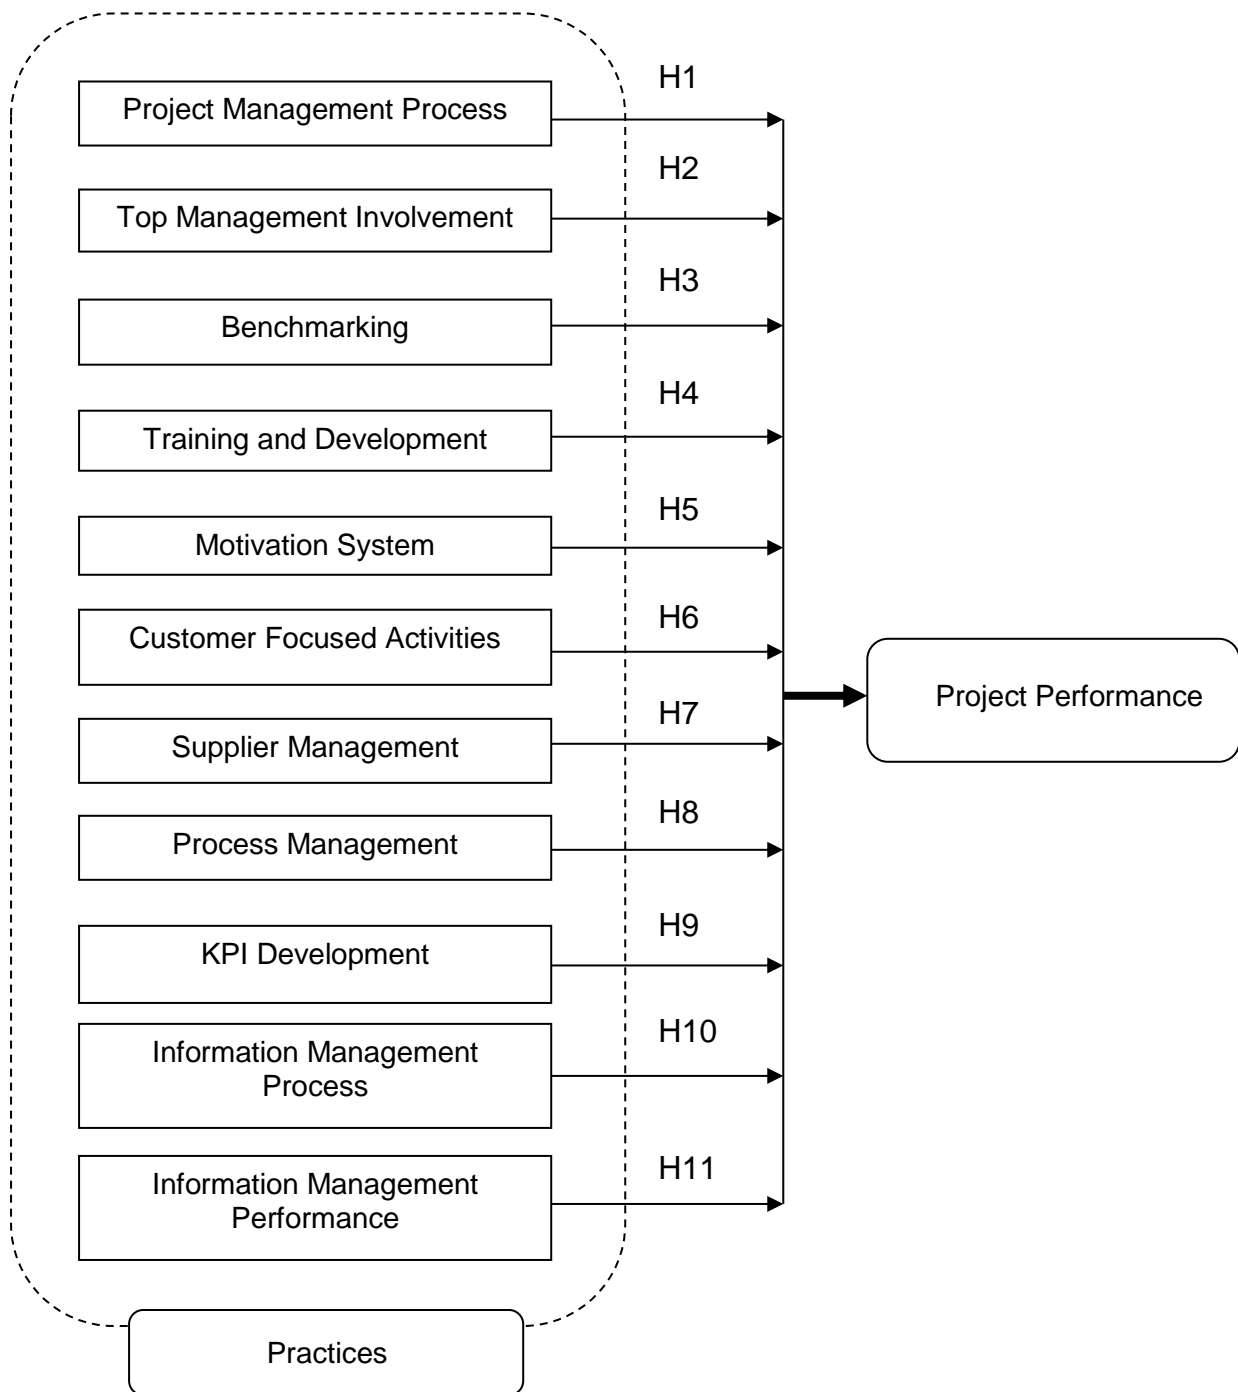 H1
Project Management Process
H2
Top Management Involvement
H3
Benchmarking
H4
Training and Development
H5
Motivation System
H6
Customer Focused Activities
Project Performance
H7
Supplier Management
H8
Process Management
H9
KPI Development
H10
Information Management
Process
H11
Information Management
Performance
Practices